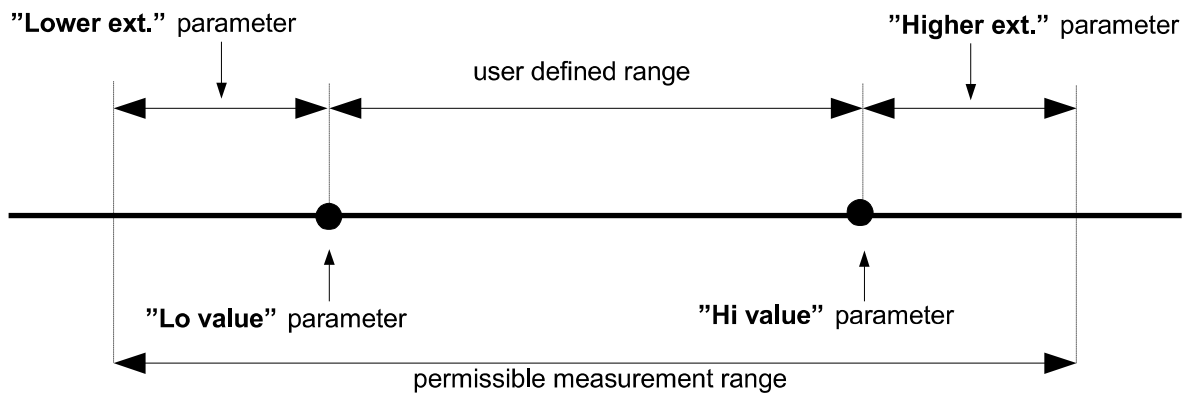 ”Lower ext.” parameter
”Higher ext.” parameter
user defined range
”Lo value” parameter
”Hi value” parameter
permissible measurement range